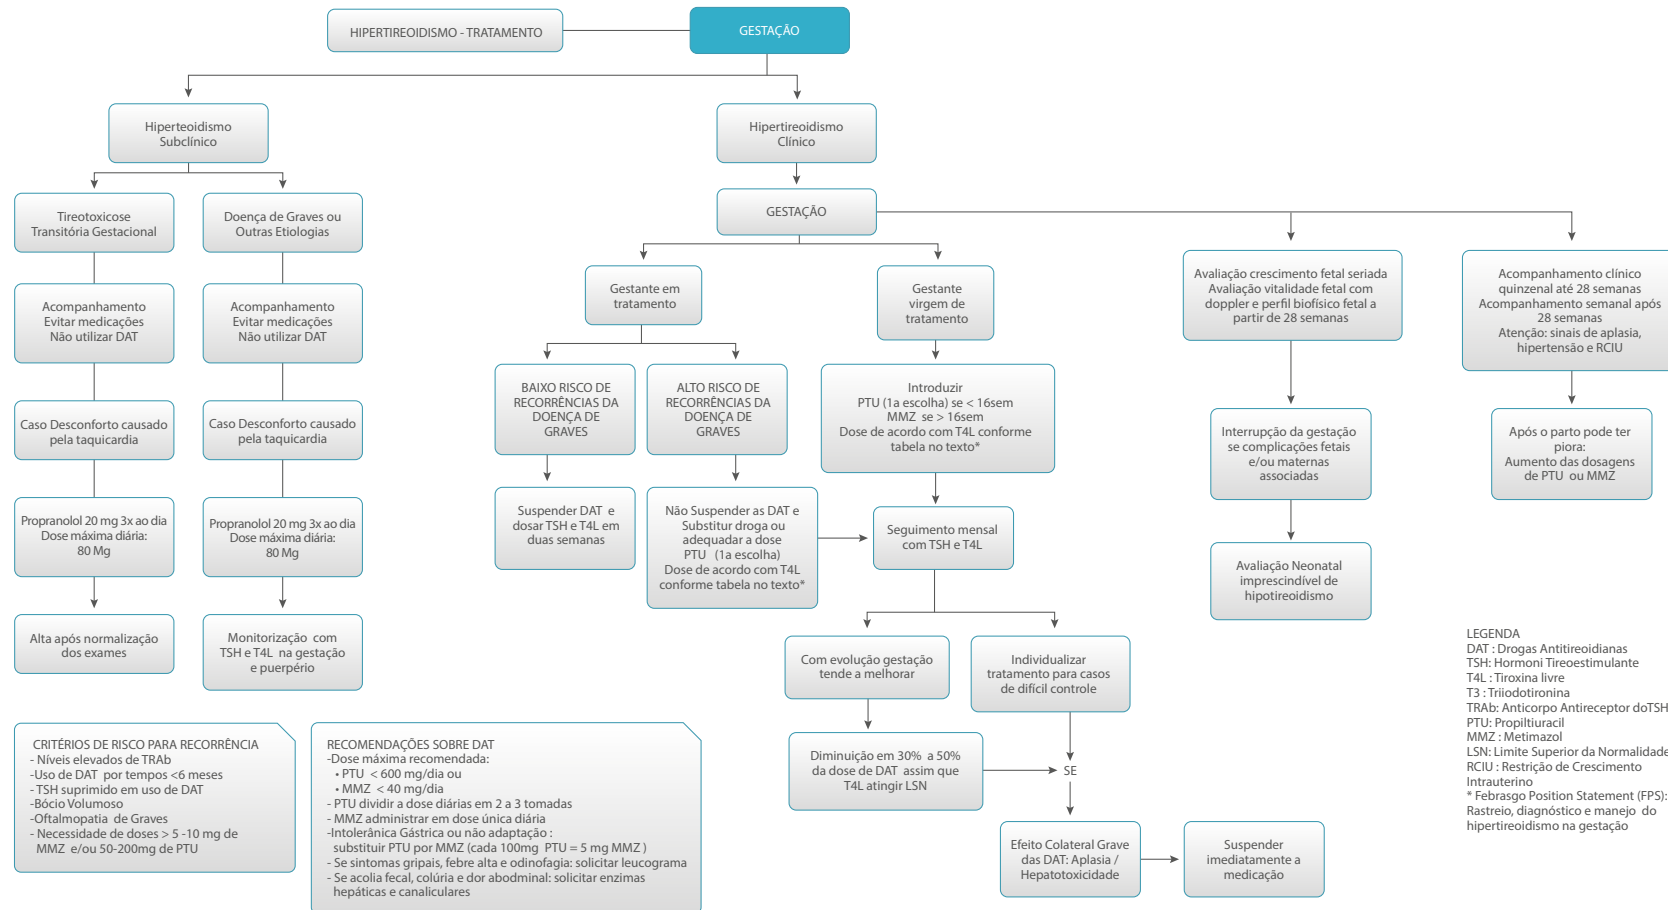 HIPERTIREOIDISMO - TRATAMENTO
GESTAÇÃO
Hiperteoidismo
Subclínico
Hipertireoidismo
Clínico
Tireotoxicose
Transitória Gestacional
Doença de Graves ou
Outras Etiologias
GESTAÇÃO
Acompanhamento
Evitar medicações
Não utilizar DAT
Acompanhamento
Evitar medicações
Não utilizar DAT
Caso Desconforto causado
pela taquicardia
Caso Desconforto causado
pela taquicardia
Propranolol 20 mg 3x ao dia
Dose máxima diária:
80 Mg
Propranolol 20 mg 3x ao dia
Dose máxima diária:
80 Mg
Alta após normalização
dos exames
Monitorização com
TSH e T4L na gestação
e puerpério
Gestante em
tratamento
Gestante
virgem de
tratamento
BAIXO RISCO DE
RECORRÊNCIAS DA
DOENÇA DE
GRAVES
ALTO RISCO DE
RECORRÊNCIAS DA
DOENÇA DE
GRAVES
Introduzir
PTU (1a escolha) se < 16sem
MMZ se > 16sem
Dose de acordo com T4L conforme
tabela no texto*
Suspender DAT e
dosar TSH e T4L em
duas semanas
Não Suspender as DAT e
Substitur droga ou
adequadar a dose
PTU (1a escolha)
Dose de acordo com T4L
conforme tabela no texto*
Seguimento mensal
com TSH e T4L
Com evolução gestação
tende a melhorar
Individualizar
tratamento para casos
de difícil controle
Diminuição em 30% a 50%
da dose de DAT assim que
T4L atingir LSN
SE
Efeito Colateral Grave
das DAT: Aplasia /
Hepatotoxicidade
Suspender
imediatamente a
medicação
Avaliação crescimento fetal seriada
Avaliação vitalidade fetal com
doppler e perfil biofísico fetal a
partir de 28 semanas
Interrupção da gestação
se complicações fetais
e/ou maternas
associadas
Avaliação Neonatal
imprescindível de
hipotireoidismo
Acompanhamento clínico
quinzenal até 28 semanas
Acompanhamento semanal após
28 semanas
Atenção: sinais de aplasia,
hipertensão e RCIU
Após o parto pode ter
piora:
Aumento das dosagens
de PTU ou MMZ
CRITÉRIOS DE RISCO PARA RECORRÊNCIA
- Níveis elevados de TRAb
-Uso de DAT por tempos <6 meses
- TSH suprimido em uso de DAT
-Bócio Volumoso
-Oftalmopatia de Graves
- Necessidade de doses > 5 -10 mg de
MMZ e/ou 50-200mg de PTU
RECOMENDAÇÕES SOBRE DAT
-Dose máxima recomendada:
• PTU < 600 mg/dia ou
• MMZ < 40 mg/dia
- PTU dividir a dose diárias em 2 a 3 tomadas
- MMZ administrar em dose única diária
-Intolerânica Gástrica ou não adaptação :
substituir PTU por MMZ (cada 100mg PTU = 5 mg MMZ )
- Se sintomas gripais, febre alta e odinofagia: solicitar leucograma
- Se acolia fecal, colúria e dor abodminal: solicitar enzimas
hepáticas e canaliculares
LEGENDA
DAT : Drogas Antitireoidianas
TSH: Hormoni Tireoestimulante
T4L : Tiroxina livre
T3 : Triiodotironina
TRAb: Anticorpo Antireceptor doTSH
PTU: Propiltiuracil
MMZ : Metimazol
LSN: Limite Superior da Normalidade
RCIU : Restrição de Crescimento
Intrauterino
* Febrasgo Position Statement (FPS):
Rastreio, diagnóstico e manejo do
hipertireoidismo na gestação